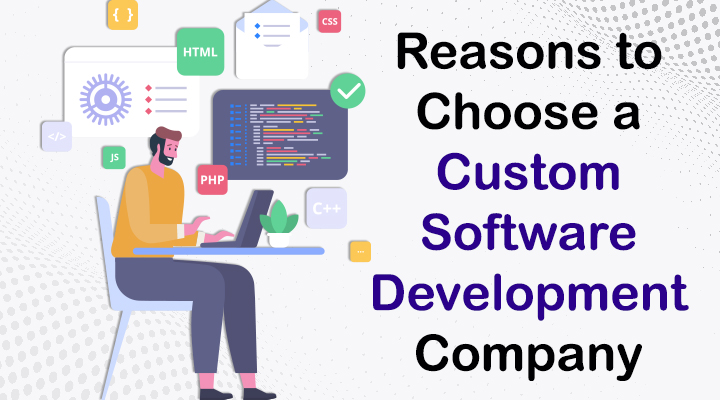 { }
CSS
HTML
</>
JS
PHP
C++
...
Reasons to
Choose a
Custom
Software
Development
Company